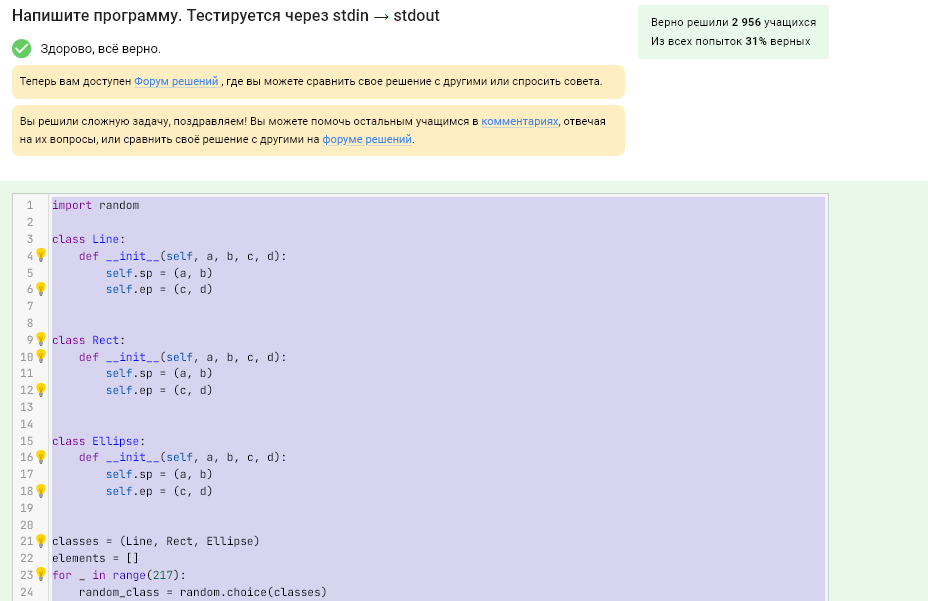 Напишите программу. Тестируется через stdin → stdout
Верно решили 2 956 учащихся
Из всех попыток 31% верных
Здорово, всё верно.
Теперь вам доступен Форум решений , где вы можете сравнить свое решение с другими или спросить совета.
Вы решили сложную задачу, поздравляем! Вы можете помочь остальным учащимся в комментариях, отвечая
на их вопросы, или сравнить своё решение с другими на форуме решений.
1 import random
2
3 class Line:
4     def __init__(self, a, b, c, d):
5         self.sp = (a, b)
6         self.ep = (c, d)
7
8
9 class Rect:
10     def __init__(self, a, b, c, d):
11         self.sp = (a, b)
12         self.ep = (c, d)
13
14
15 class Ellipse:
16     def __init__(self, a, b, c, d):
17         self.sp = (a, b)
18         self.ep = (c, d)
19
20
21 classes = (Line, Rect, Ellipse)
22 elements = []
23 for _ in range(217):
24     random_class = random.choice(classes)